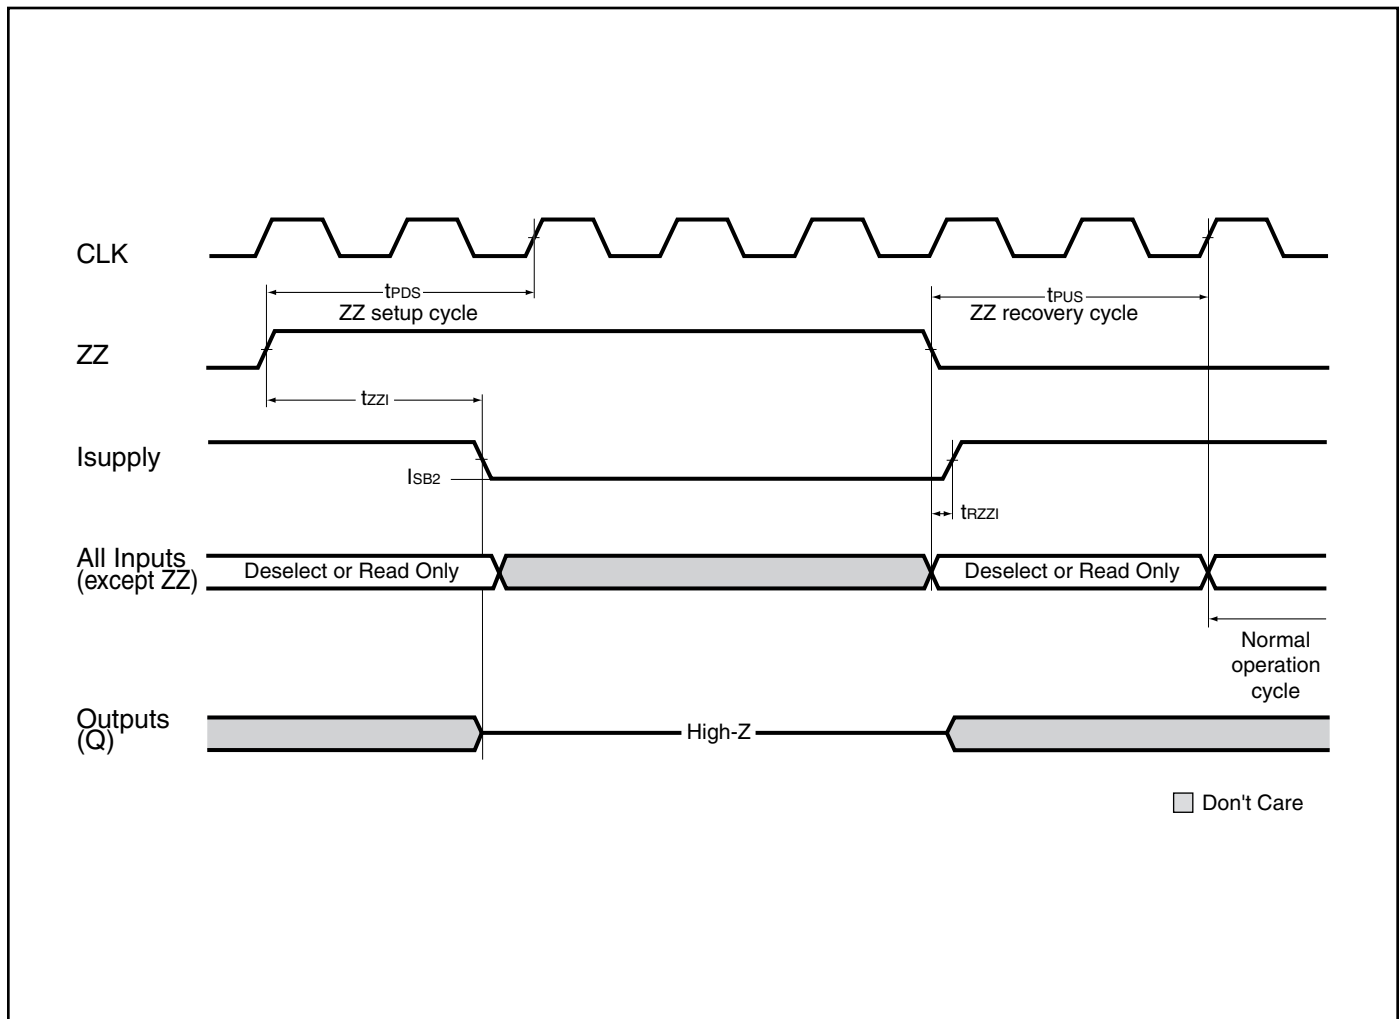 CLK
tPDS
ZZ setup cycle
tPUS
ZZ recovery cycle
ZZ
tZZI
Isupply
ISB2
tRZZI
All Inputs
(except ZZ)
Deselect or Read Only
Deselect or Read Only
Normal
operation
cycle
Outputs
(Q)
High-Z
Don't Care